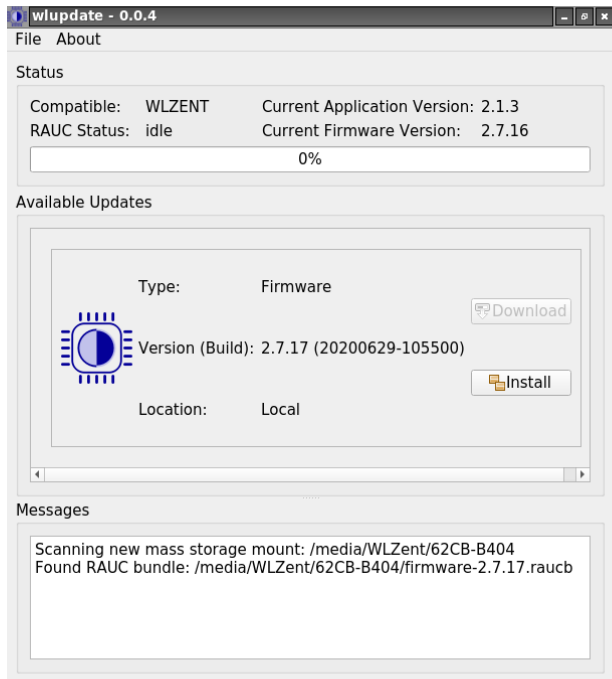 wlupdate - 0.0.4
File About
Status
Compatible: WLZENT Current Application Version: 2.1.3
RAUC Status: idle Current Firmware Version: 2.7.16
0%
Available Updates
Type: Firmware
Download
Version (Build): 2.7.17 (20200629-105500)
Install
Location: Local
Messages
Scanning new mass storage mount: /media/WLZent/62CB-B404
Found RAUC bundle: /media/WLZent/62CB-B404/firmware-2.7.17.raucb